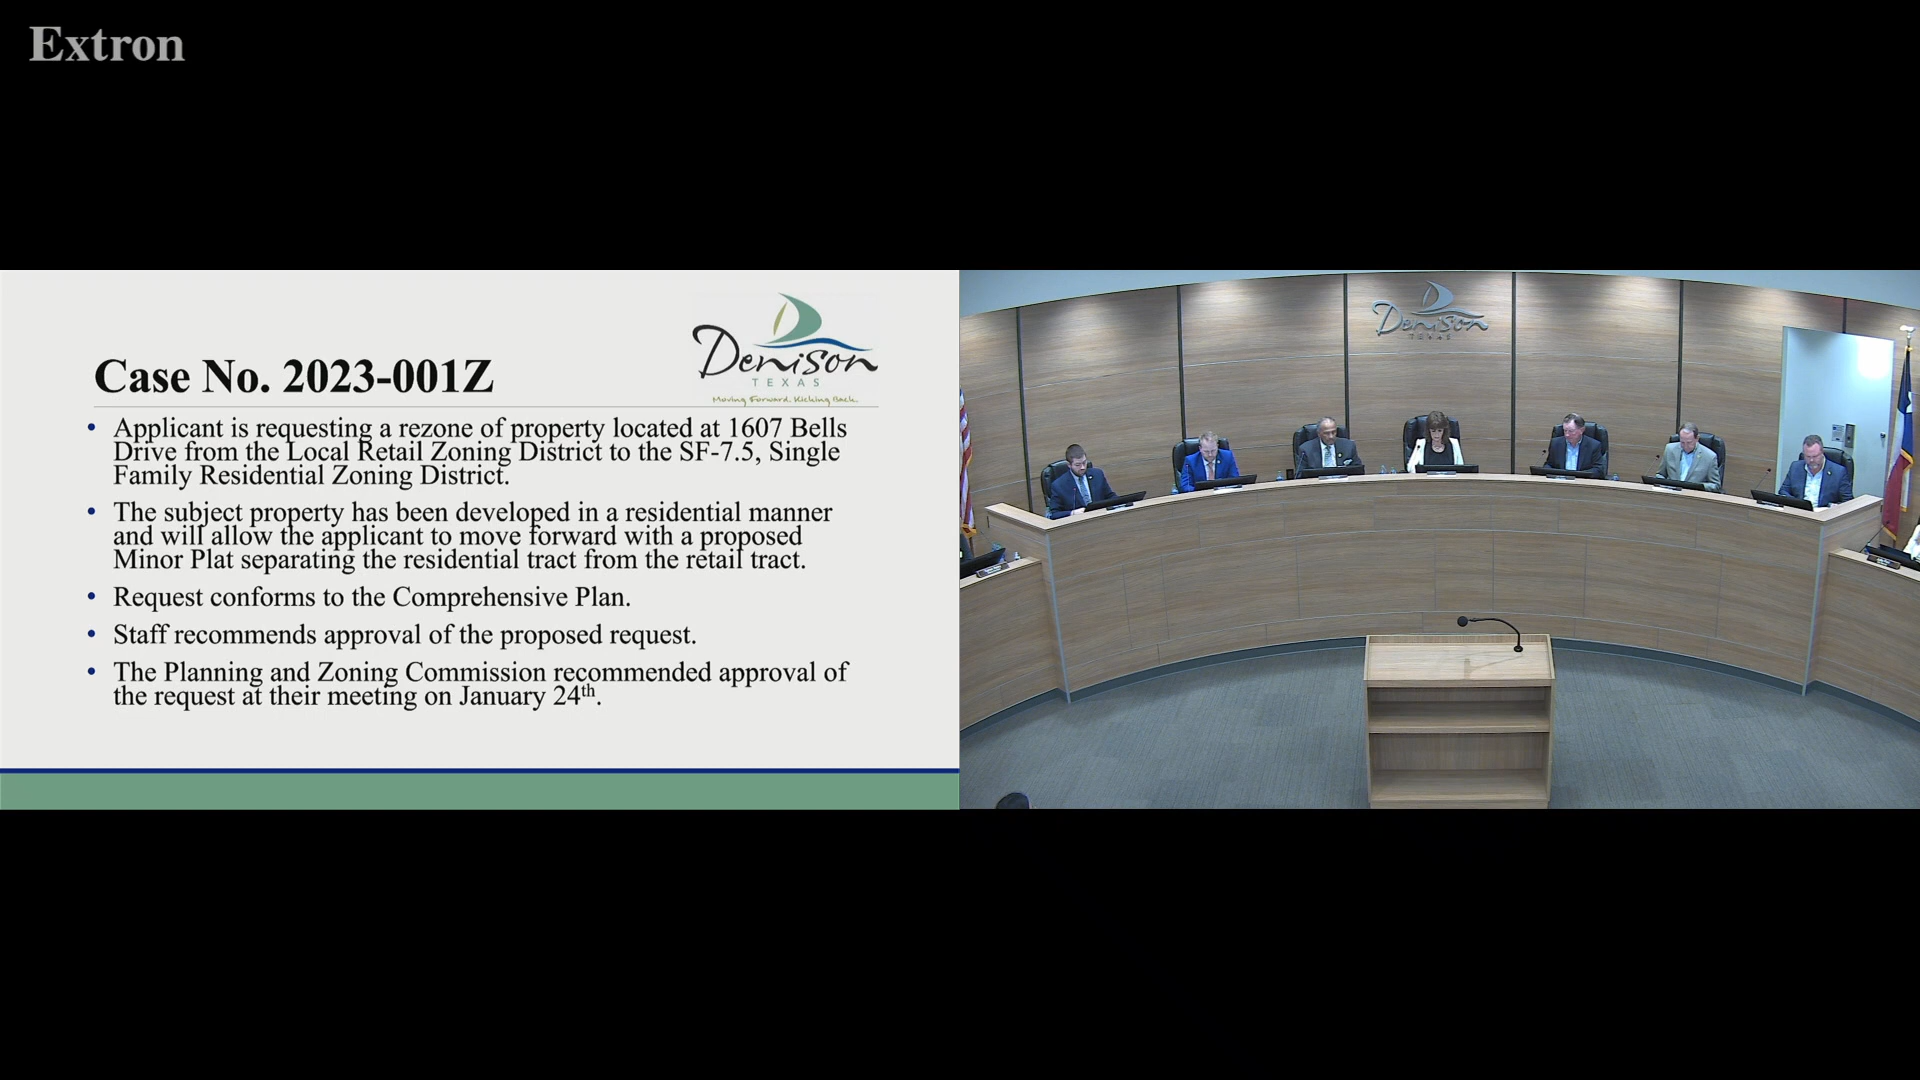 Extron
Denison
TEXAS
Moving Forward. Kicking Back.
Case No. 2023-001Z
• Applicant is requesting a rezone of property located at 1607 Bells
Drive from the Local Retail Zoning District to the SF-7.5, Single
Family Residential Zoning District.
• The subject property has been developed in a residential manner
and will allow the applicant to move forward with a proposed
Minor Plat separating the residential tract from the retail tract.
• Request conforms to the Comprehensive Plan.
• Staff recommends approval of the proposed request.
• The Planning and Zoning Commission recommended approval of
the request at their meeting on January 24th.
Denison
TEXAS